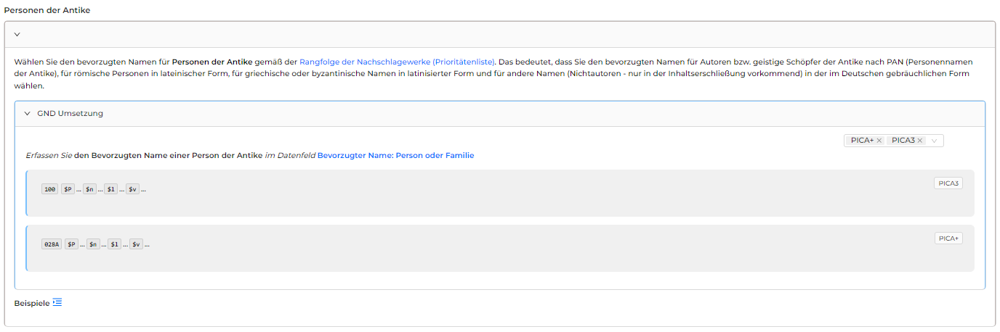 Personen der Antike
Wählen Sie den bevorzugten Namen für Personen der Antike gemäß der Rangfolge der Nachschlagewerke (Prioritätenliste). Das bedeutet, dass Sie den bevorzugten Namen für Autoren bzw. geistige Schöpfer der Antike nach PAN (Personennamen
der Antike), für römische Personen in lateinischer Form, für griechische oder byzantinische Namen in latinisierter Form und für andere Namen (Nichtautoren - nur in der Inhaltserschließung vorkommend) in der im Deutschen gebräuchlichen Form
wählen.
GND Umsetzung
PICA+ PICA3
Erfassen Sie den Bevorzugten Name einer Person der Antike im Datenfeld Bevorzugter Name: Person oder Familie
100 $P ... $n ... $l ... $v ... PICA3
028A $P ... $n ... $l ... $v ... PICA+
Beispiele